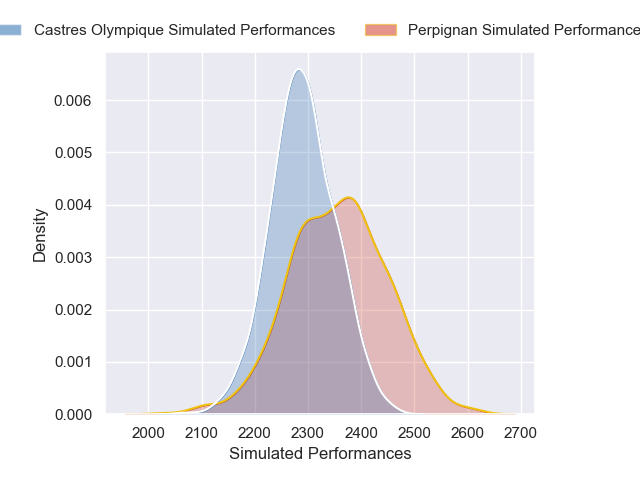 Castres Olympique Simulated Performances
Perpignan Simulated Performance
0.006
0.005
0.004
0.003
0.002
0.001
0.000
Density
2000 2100 2200 2300 2400 2500 2600 2700
Simulated Performances